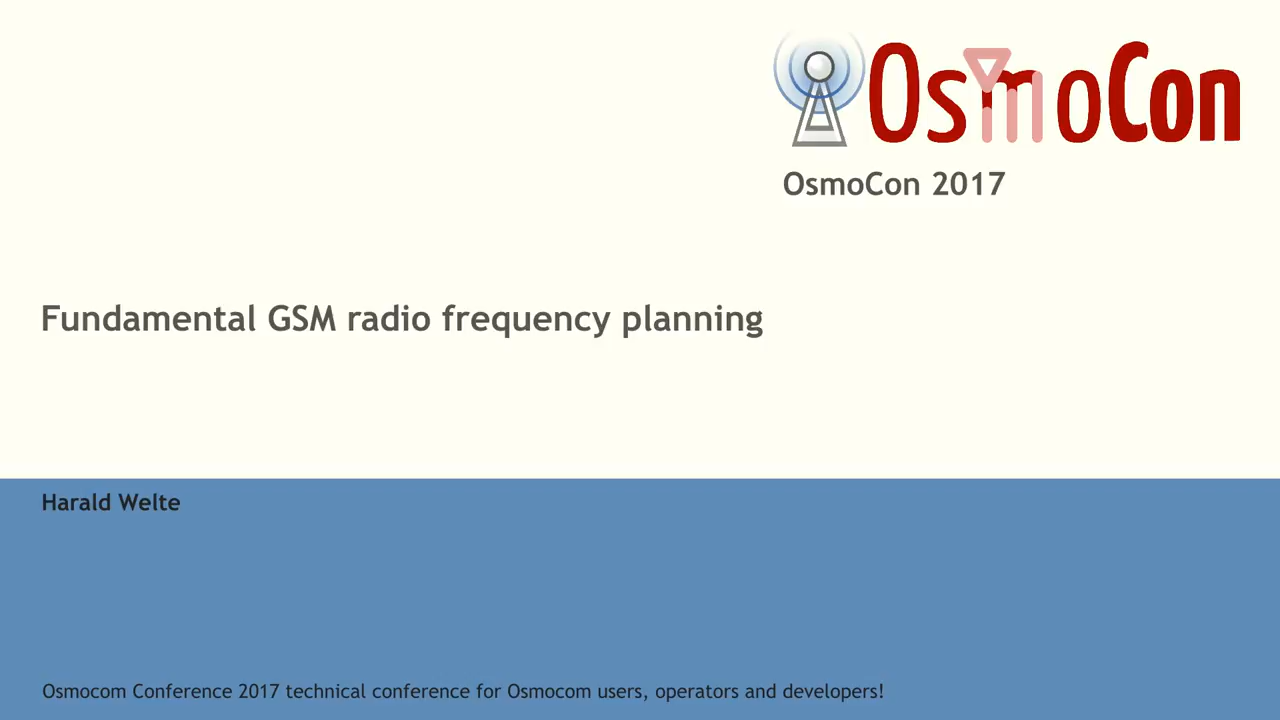 OsmoCon
OsmoCon 2017
Fundamental GSM radio frequency planning
Harald Welte
Osmocom Conference 2017 technical conference for Osmocom users, operators and developers!